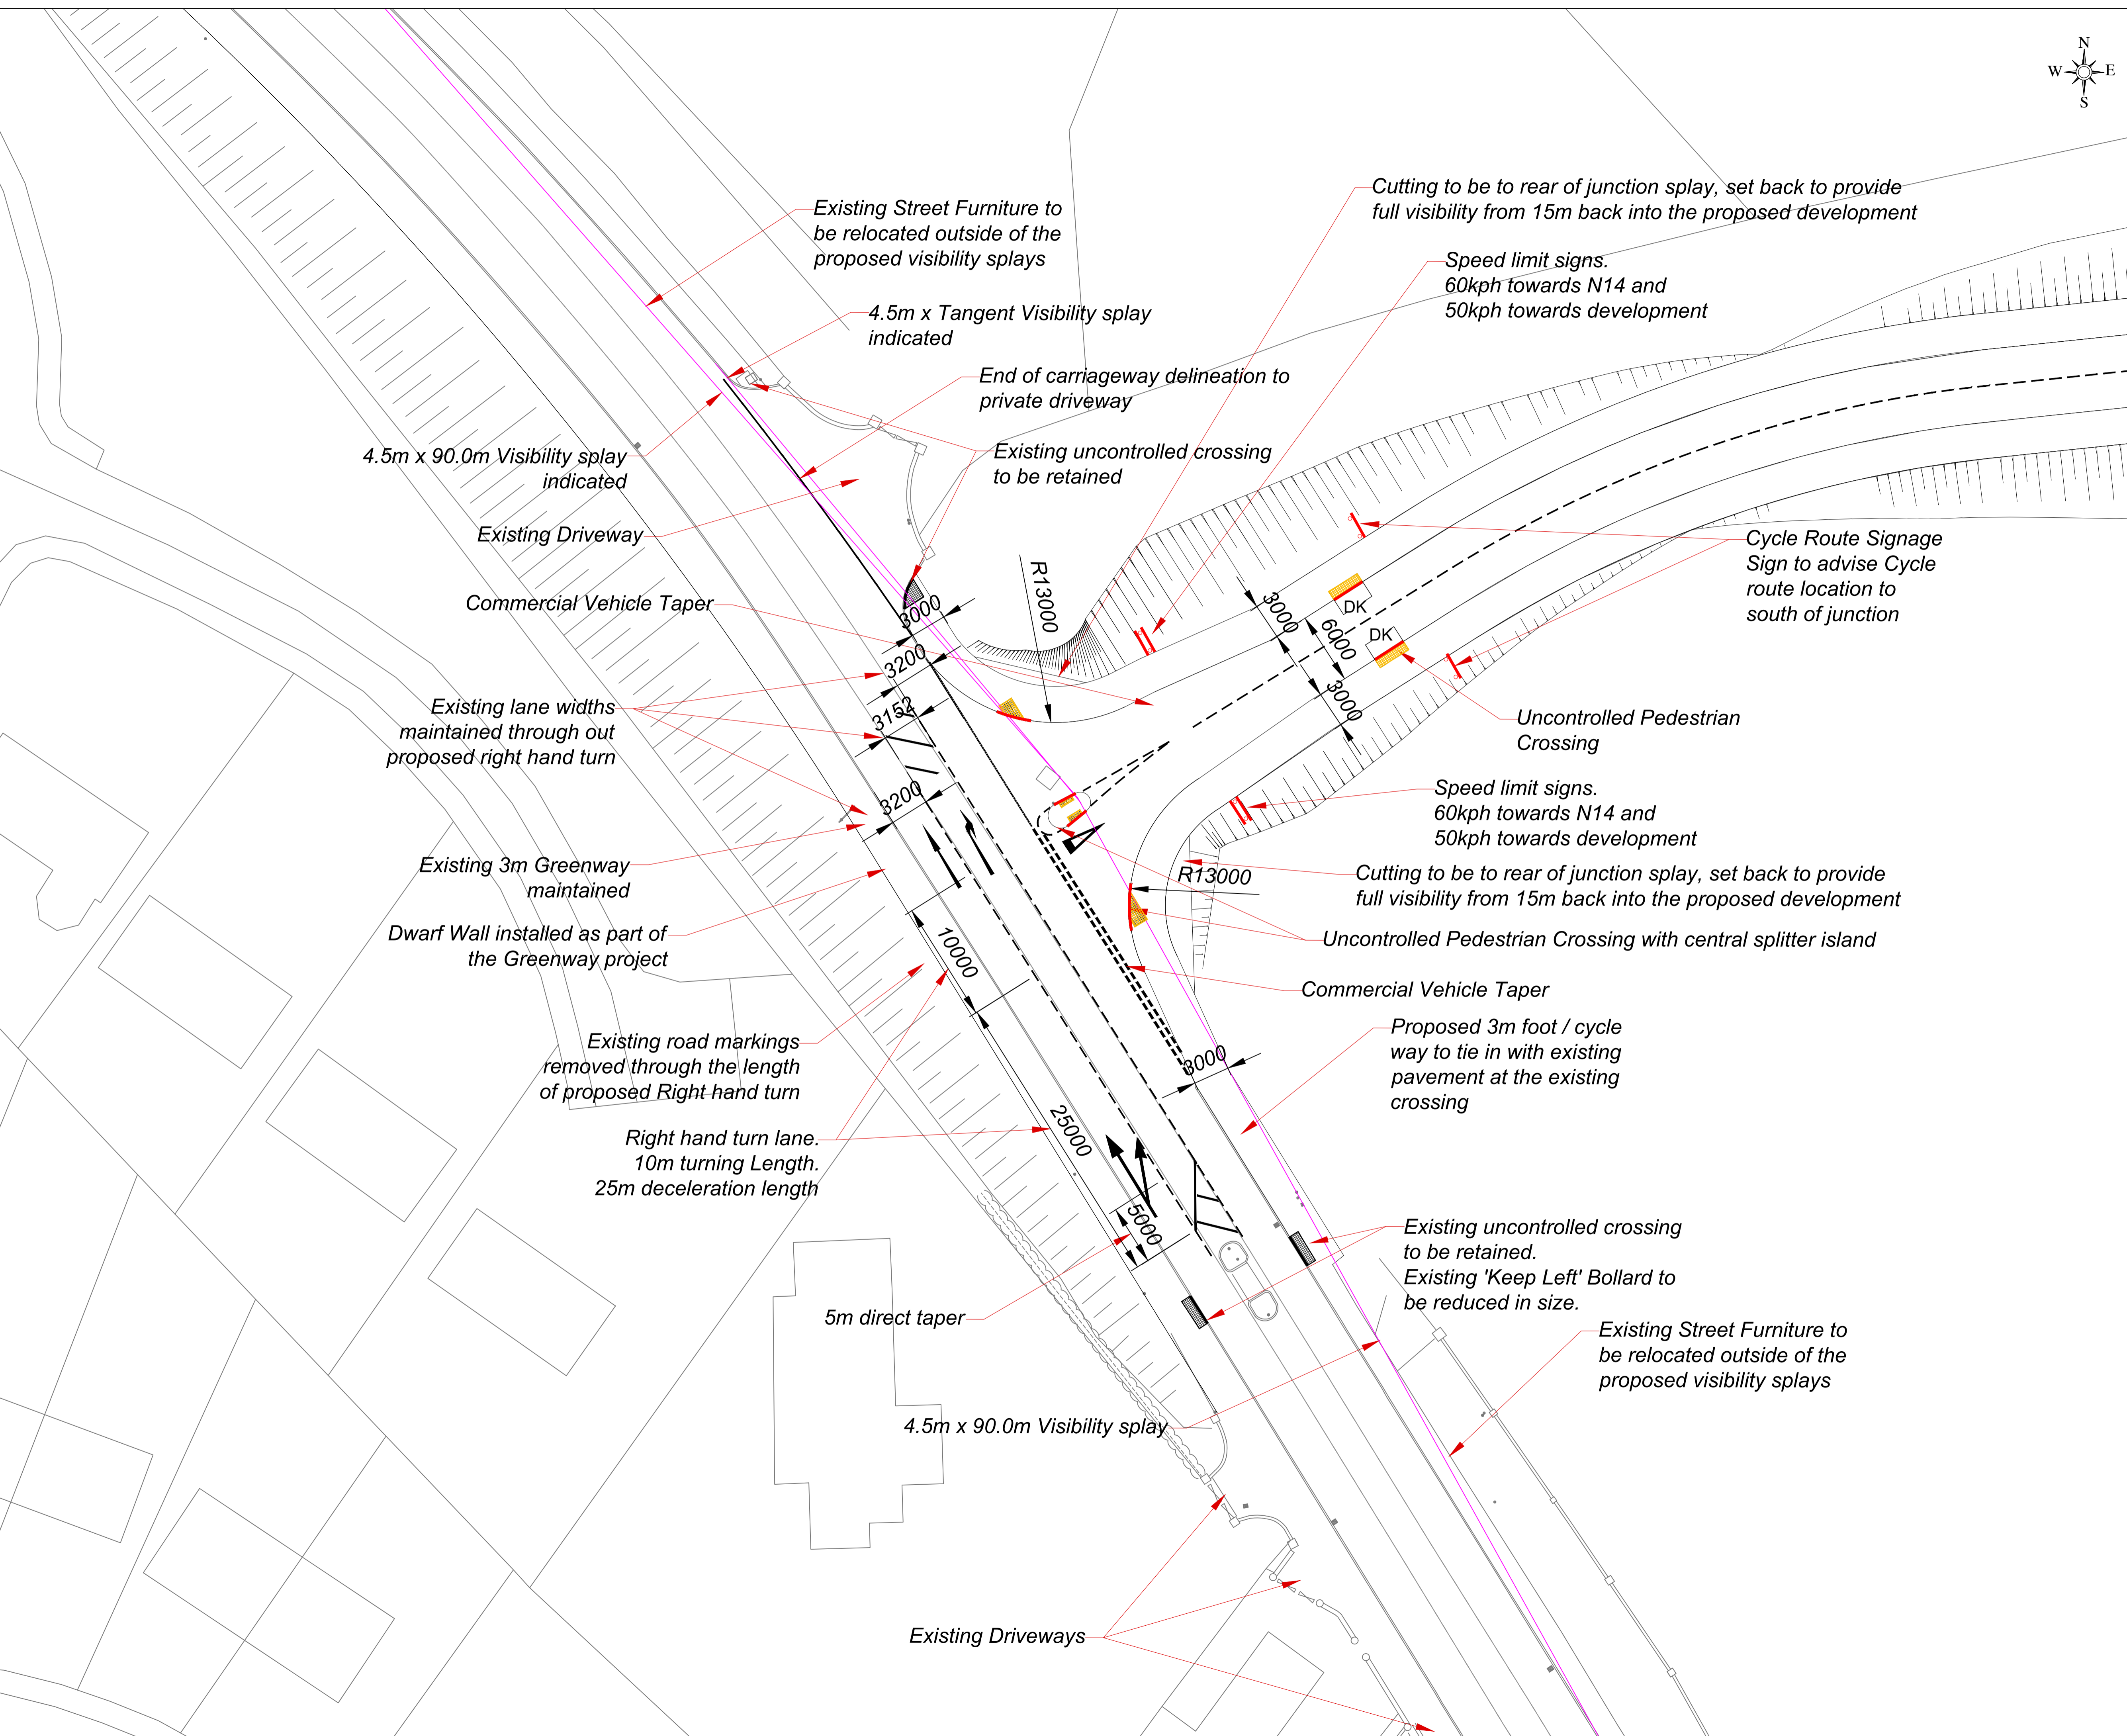 N
W E
S
Cutting to be to rear of junction splay, set back to provide
full visibility from 15m back into the proposed development
Existing Street Furniture to
be relocated outside of the
proposed visibility splays
Speed limit signs.
60kph towards N14 and
50kph towards development
4.5m x Tangent Visibility splay
indicated
End of carriageway delineation to
private driveway
4.5m x 90.0m Visibility splay
indicated
Existing uncontrolled crossing
to be retained
Existing Driveway
Cycle Route Signage
Sign to advise Cycle
route location to
south of junction
Commercial Vehicle Taper
R13000
3000
3200
3152
3200
3000
6000
3000
DK
DK
Existing lane widths
maintained through out
proposed right hand turn
Uncontrolled Pedestrian
Crossing
Speed limit signs.
60kph towards N14 and
50kph towards development
Existing 3m Greenway
maintained
R13000
Cutting to be to rear of junction splay, set back to provide
full visibility from 15m back into the proposed development
Dwarf Wall installed as part of
the Greenway project
Uncontrolled Pedestrian Crossing with central splitter island
10000
Commercial Vehicle Taper
Existing road markings
removed through the length
of proposed Right hand turn
3000
Proposed 3m foot / cycle
way to tie in with existing
pavement at the existing
crossing
Right hand turn lane.
10m turning Length.
25m deceleration length
25000
5000
Existing uncontrolled crossing
to be retained.
Existing 'Keep Left' Bollard to
be reduced in size.
5m direct taper
Existing Street Furniture to
be relocated outside of the
proposed visibility splays
4.5m x 90.0m Visibility splay
Existing Driveways